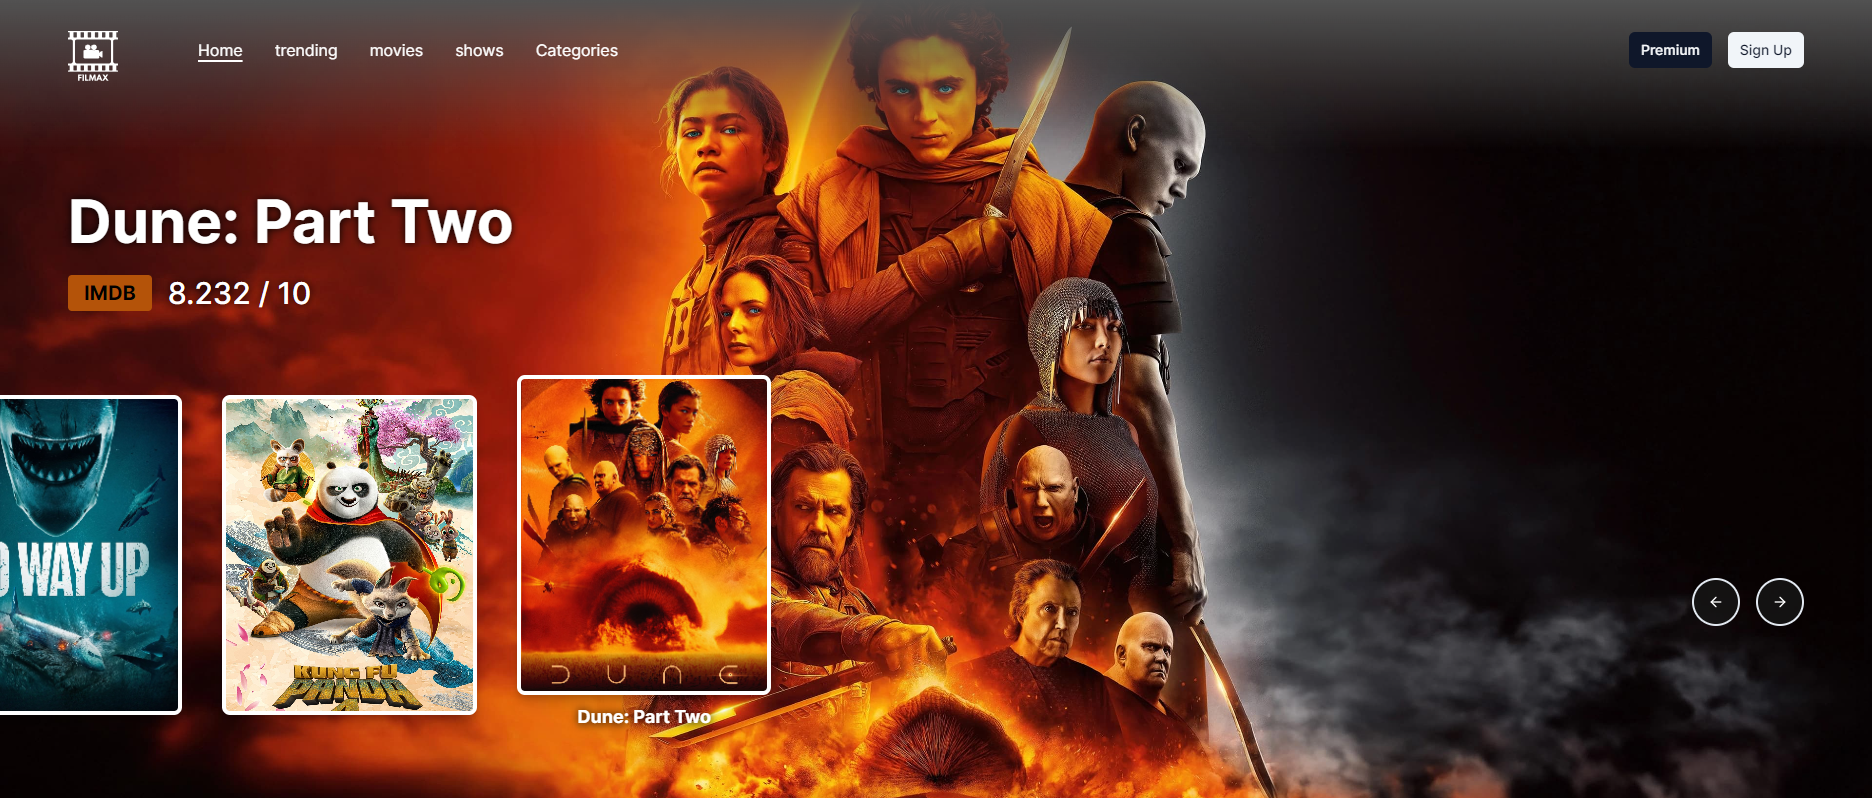 FILMAX
Home
trending
movies
shows
Categories
Premium
Sign Up
Dune: Part Two
IMDB
8.232 / 10
WAY UP
KUNG FU
PANDA
4
DUNE
Dune: Part Two